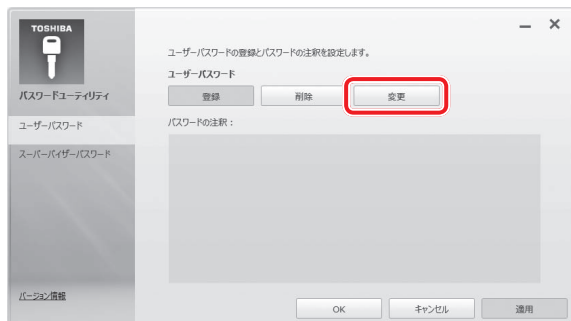 TOSHIBA
パスワードユーティリティ
ユーザーパスワード
スーパーバイザーパスワード
バージョン情報
ユーザーパスワードの登録とパスワードの注釈を設定します。
ユーザーパスワード
登録 削除 変更
パスワードの注釈：
OK キャンセル 適用